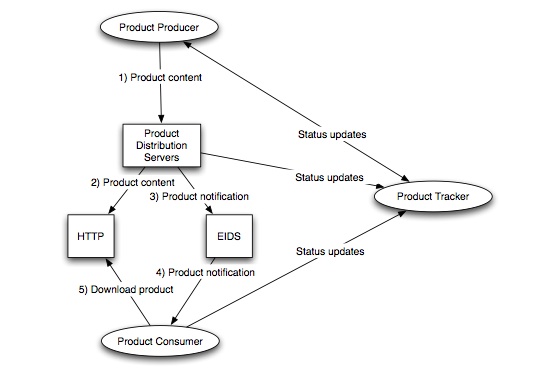 Product Producer
1) Product content
Status updates
Product
Distribution
Servers
Status updates
2) Product content
3) Product notification
Product Tracker
HTTP
EIDS
Status updates
4) Product notification
5) Download product
Product Consumer